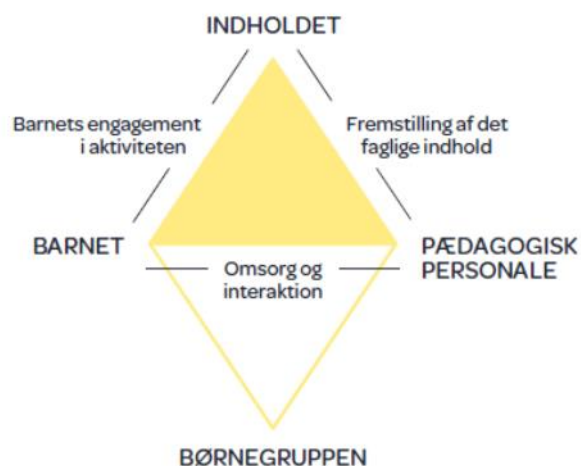 INDHOLDET
Barnets engagement
i aktiviteten
Fremstilling af det
faglige indhold
BARNET
Omsorg og
interaktion
PÆDAGOGISK
PERSONALE
BØRNEGRUPPEN